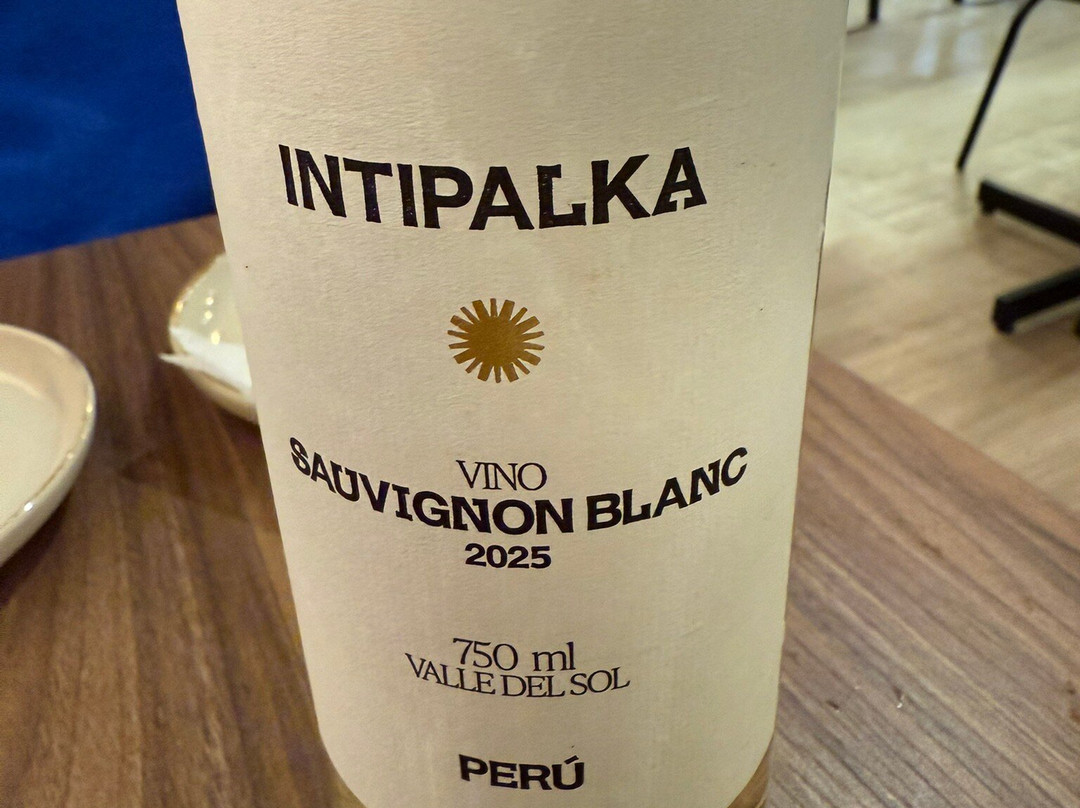 INTIPALKA
VINO
SAUVIGNON BLANC
2025
750 ml
VALLE DEL SOL
PERÚ